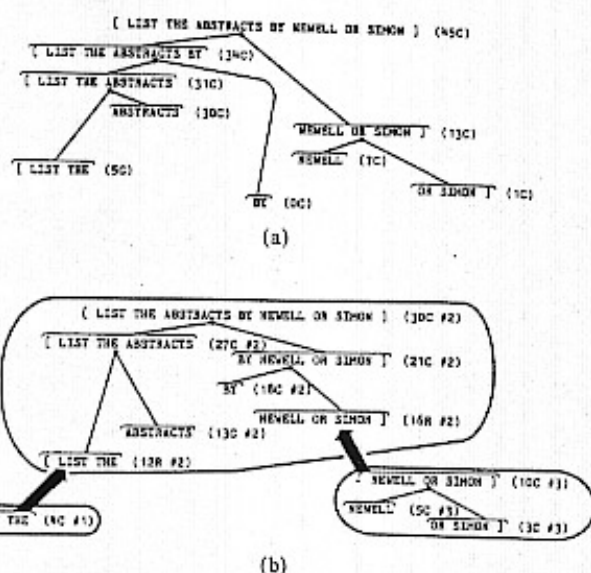 [ LIST THE ABSTRACTS BY NEWELL OR SIMON ] (45C)
[ LIST THE ABSTRACTS BY (34C)
[ LIST THE ABSTRACTS (31C)
ABSTRACTS (30C)
NEWELL OR SIMON ] (13C)
NEWELL (7C)
[ LIST THE (5C)
OR SIMON ] (1C)
BY (0C)
(a)
[ LIST THE ABSTRACTS BY NEWELL OR SIMON ] (30C #2)
[ LIST THE ABSTRACTS (27C #2)
BY NEWELL OR SIMON ] (21C #2)
BY (18C #2)
NEWELL OR SIMON ] (16R #2)
ABSTRACTS (13C #2)
[ LIST THE (12R #2)
NEWELL OR SIMON ] (10C #3)
THE (4C #1)
NEWELL (5C #3)
OR SIMON ] (3C #3)
(b)